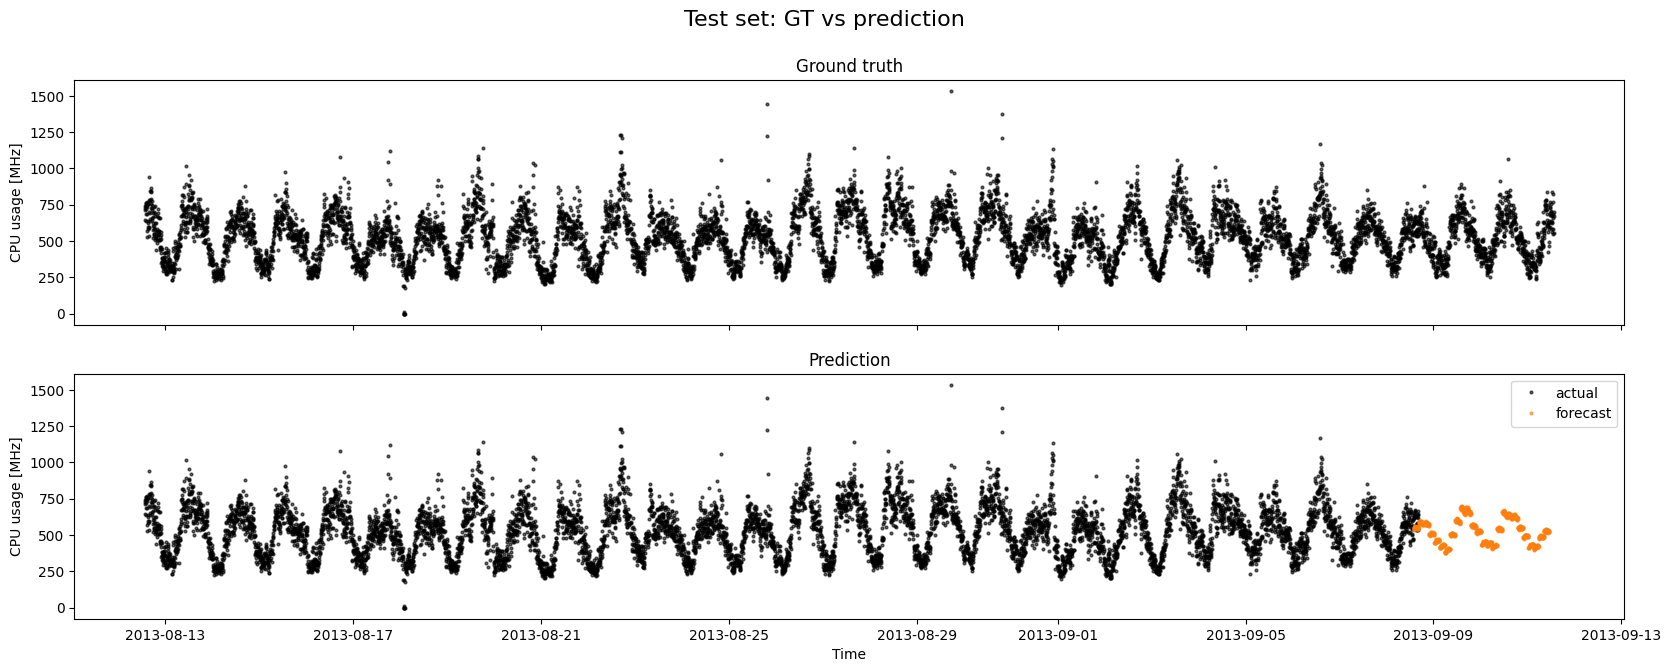 Test set: GT vs prediction
Ground truth
CPU usage [MHz]
1500
1250
1000
750
500
250
0
Prediction
CPU usage [MHz]
1500
1250
1000
750
500
250
0
actual
forecast
2013-08-13 2013-08-17 2013-08-21 2013-08-25 2013-08-29 2013-09-01 2013-09-05 2013-09-09 2013-09-13
Time